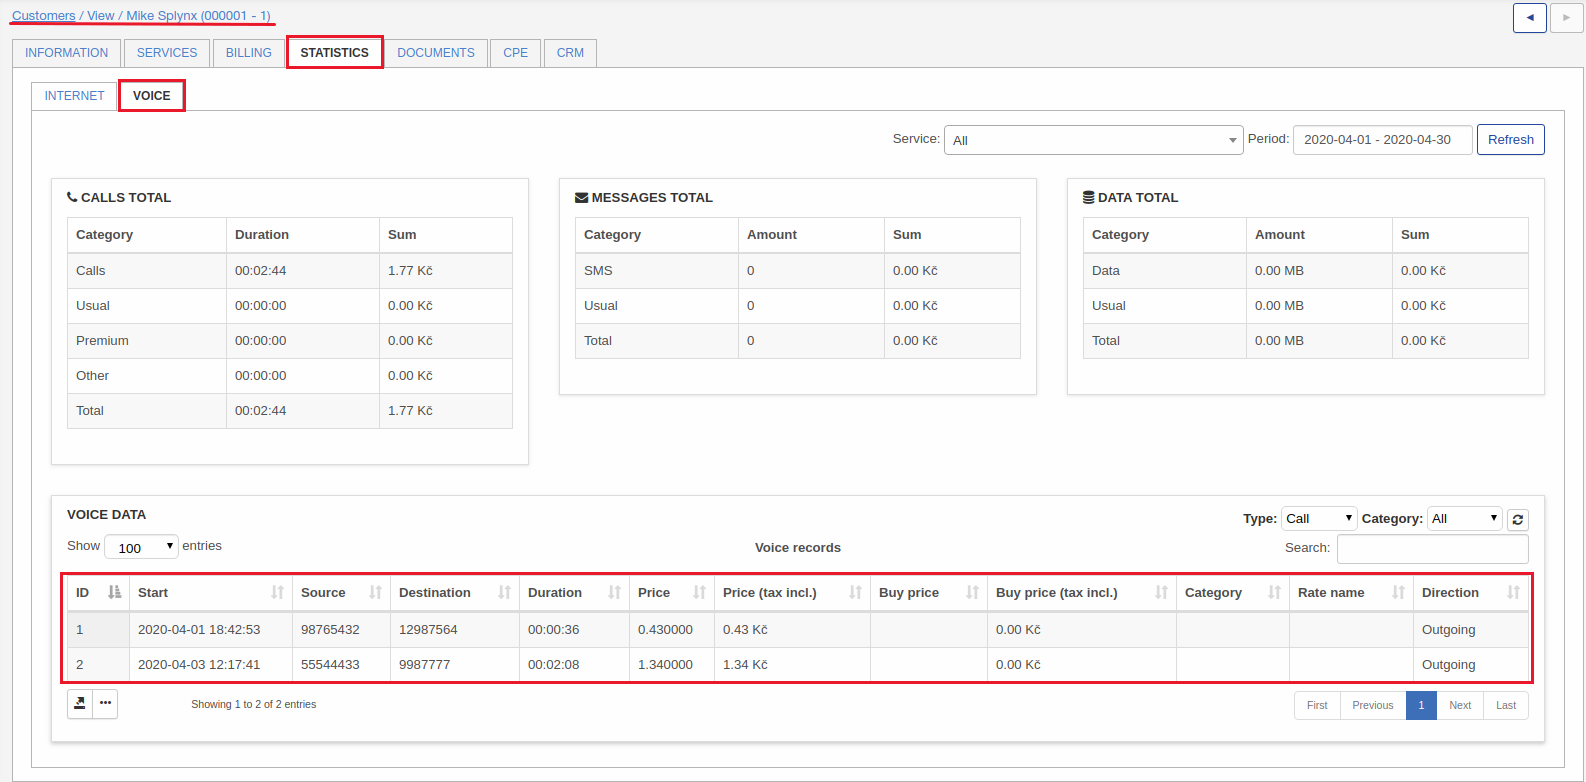 Customers / View / Mike Splynx (000001 - 1)
INFORMATION SERVICES BILLING STATISTICS DOCUMENTS CPE CRM
INTERNET VOICE
Service: All Period: 2020-04-01 - 2020-04-30 Refresh
CALLS TOTAL
Category Duration Sum
Calls 00:02:44 1.77 Kč
Usual 00:00:00 0.00 Kč
Premium 00:00:00 0.00 Kč
Other 00:00:00 0.00 Kč
Total 00:02:44 1.77 Kč
MESSAGES TOTAL
Category Amount Sum
SMS 0 0.00 Kč
Usual 0 0.00 Kč
Total 0 0.00 Kč
DATA TOTAL
Category Amount Sum
Data 0.00 MB 0.00 Kč
Usual 0.00 MB 0.00 Kč
Total 0.00 MB 0.00 Kč
VOICE DATA
Type: Call Category: All
Show 100 entries
Voice records
Search:
ID Start Source Destination Duration Price Price (tax incl.) Buy price Buy price (tax incl.) Category Rate name Direction
1 2020-04-01 18:42:53 98765432 12987564 00:00:36 0.430000 0.43 Kč 0.00 Kč Outgoing
2 2020-04-03 12:17:41 55544433 9987777 00:02:08 1.340000 1.34 Kč 0.00 Kč Outgoing
Showing 1 to 2 of 2 entries
First Previous 1 Next Last